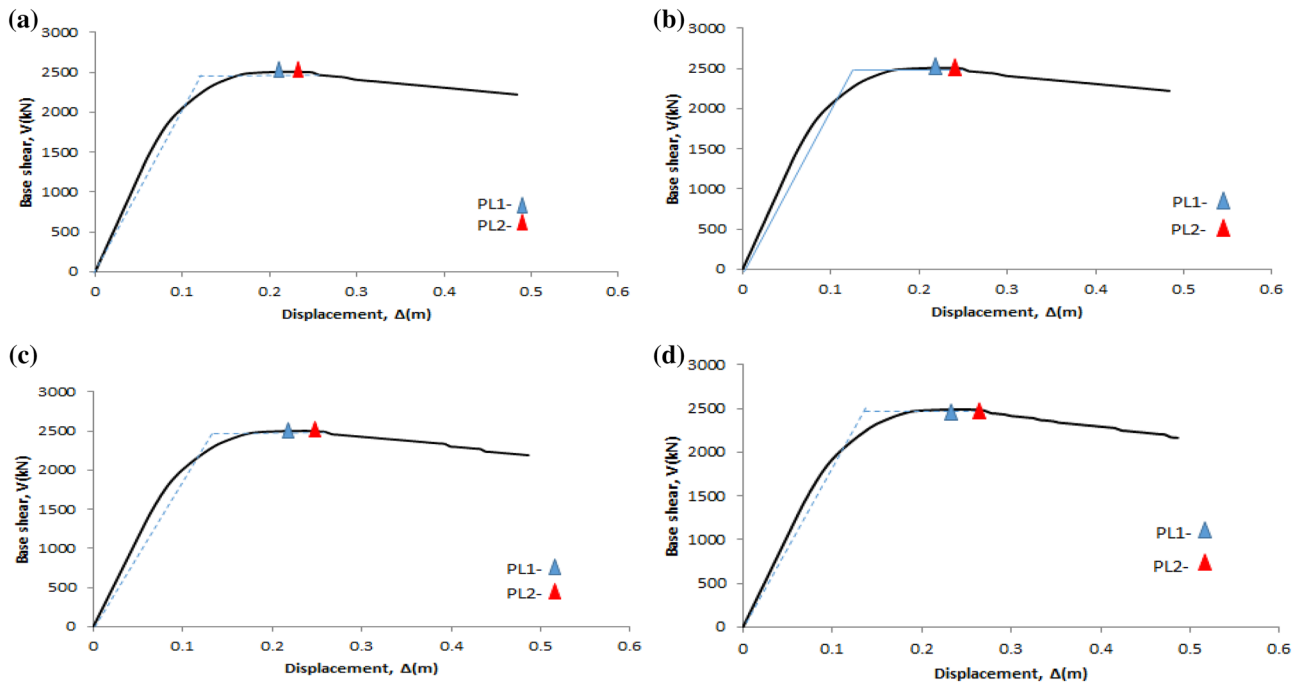 (a)
3000
2500
2000
1500
1000
500
0
Base shear, V(kN)
PL1-
PL2-
0 0.1 0.2 0.3 0.4 0.5 0.6
Displacement, Δ(m)
(b)
3000
2500
2000
1500
1000
500
0
Base shear, V(kN)
PL1-
PL2-
0 0.1 0.2 0.3 0.4 0.5 0.6
Displacement, Δ(m)
(c)
3000
2500
2000
1500
1000
500
0
Base shear, V(kN)
PL1-
PL2-
0 0.1 0.2 0.3 0.4 0.5 0.6
Displacement, Δ(m)
(d)
3000
2500
2000
1500
1000
500
0
Base shear, V(kN)
PL1-
PL2-
0 0.1 0.2 0.3 0.4 0.5 0.6
Displacement, Δ(m)